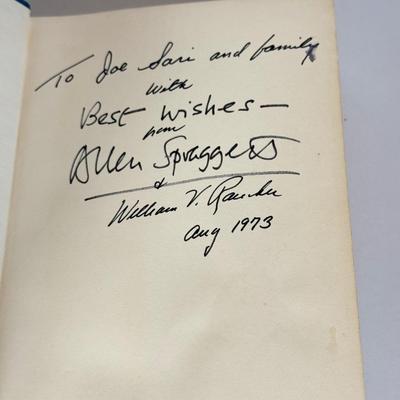 To Joe Sari and family
with
Best wishes —
from
Allen Spraggett
&
William V. Rauscher
Aug 1973